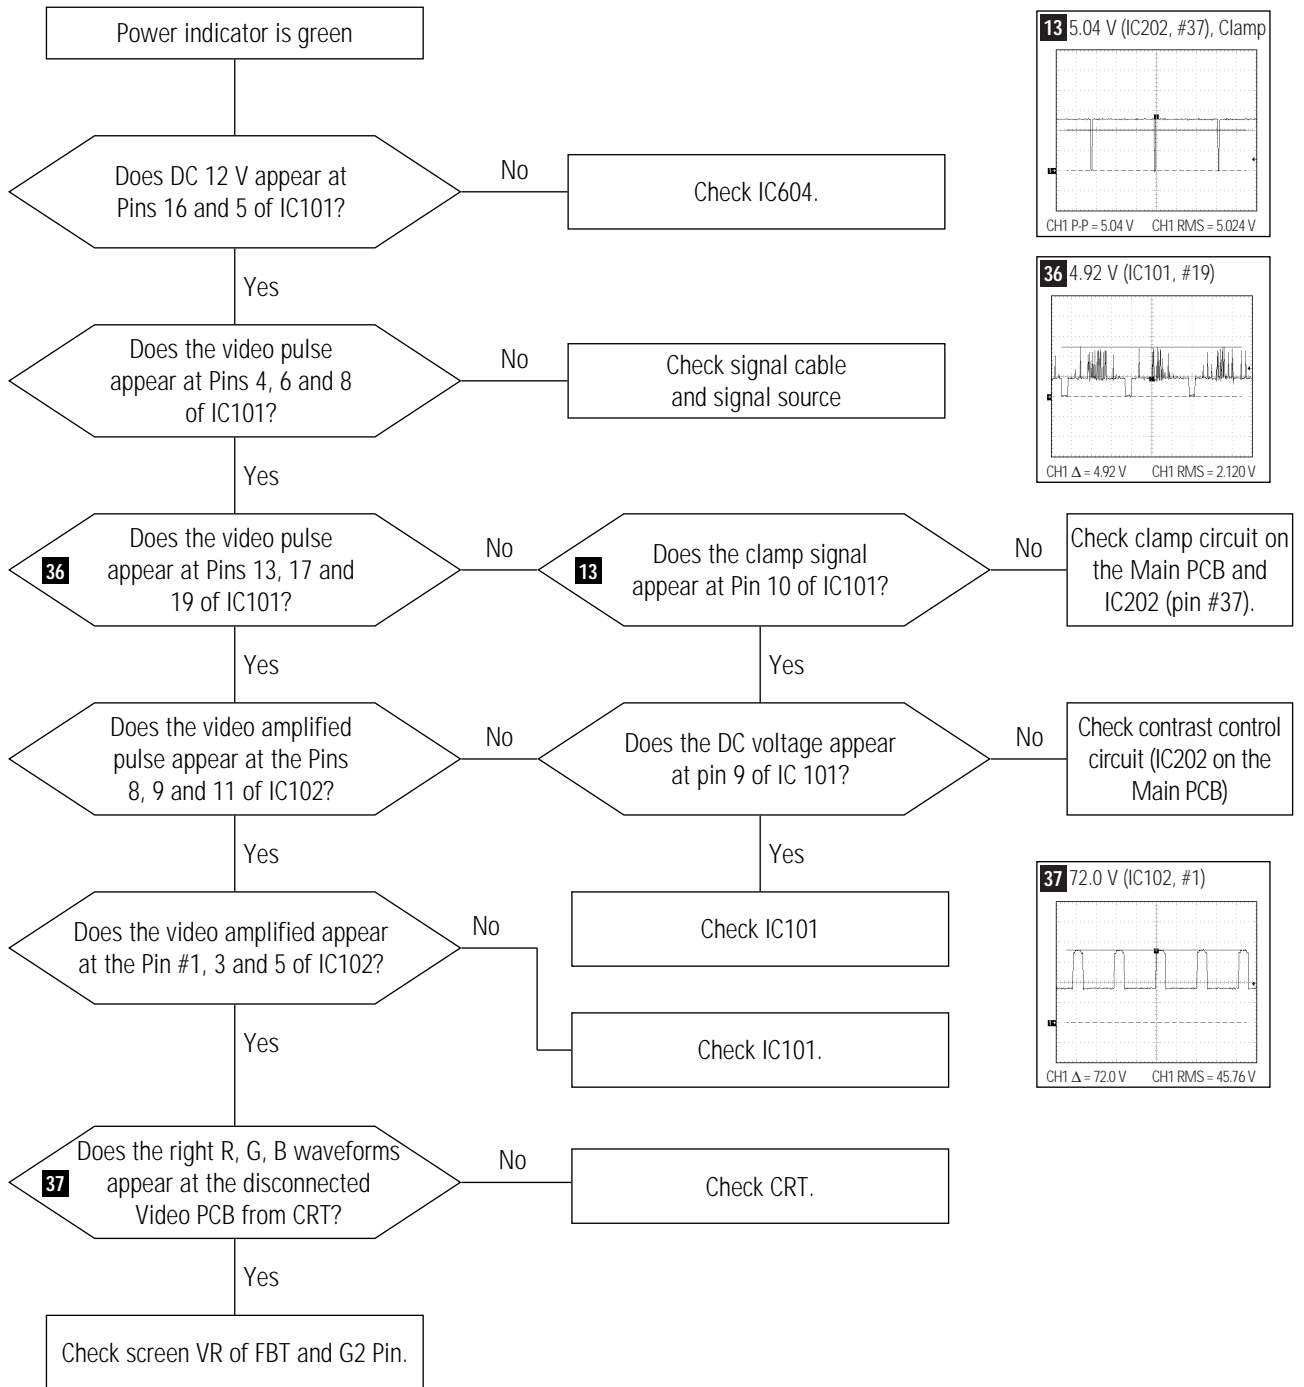 Power indicator is green
Does DC 12 V appear at
Pins 16 and 5 of IC101?
No
Check IC604.
Yes
Does the video pulse
appear at Pins 4, 6 and 8
of IC101?
No
Check signal cable
and signal source
Yes
36
Does the video pulse
appear at Pins 13, 17 and
19 of IC101?
No
13
Does the clamp signal
appear at Pin 10 of IC101?
No
Check clamp circuit on
the Main PCB and
IC202 (pin #37).
Yes
Yes
Does the video amplified
pulse appear at the Pins
8, 9 and 11 of IC102?
No
Does the DC voltage appear
at pin 9 of IC 101?
No
Check contrast control
circuit (IC202 on the
Main PCB)
Yes
Yes
Does the video amplified appear
at the Pin #1, 3 and 5 of IC102?
No
Check IC101
Check IC101.
Yes
37
Does the right R, G, B waveforms
appear at the disconnected
Video PCB from CRT?
No
Check CRT.
Yes
Check screen VR of FBT and G2 Pin.
13 5.04 V (IC202, #37), Clamp
CH1 P-P = 5.04 V CH1 RMS = 5.024 V
36 4.92 V (IC101, #19)
CH1 Δ = 4.92 V CH1 RMS = 2.120 V
37 72.0 V (IC102, #1)
CH1 Δ = 72.0 V CH1 RMS = 45.76 V